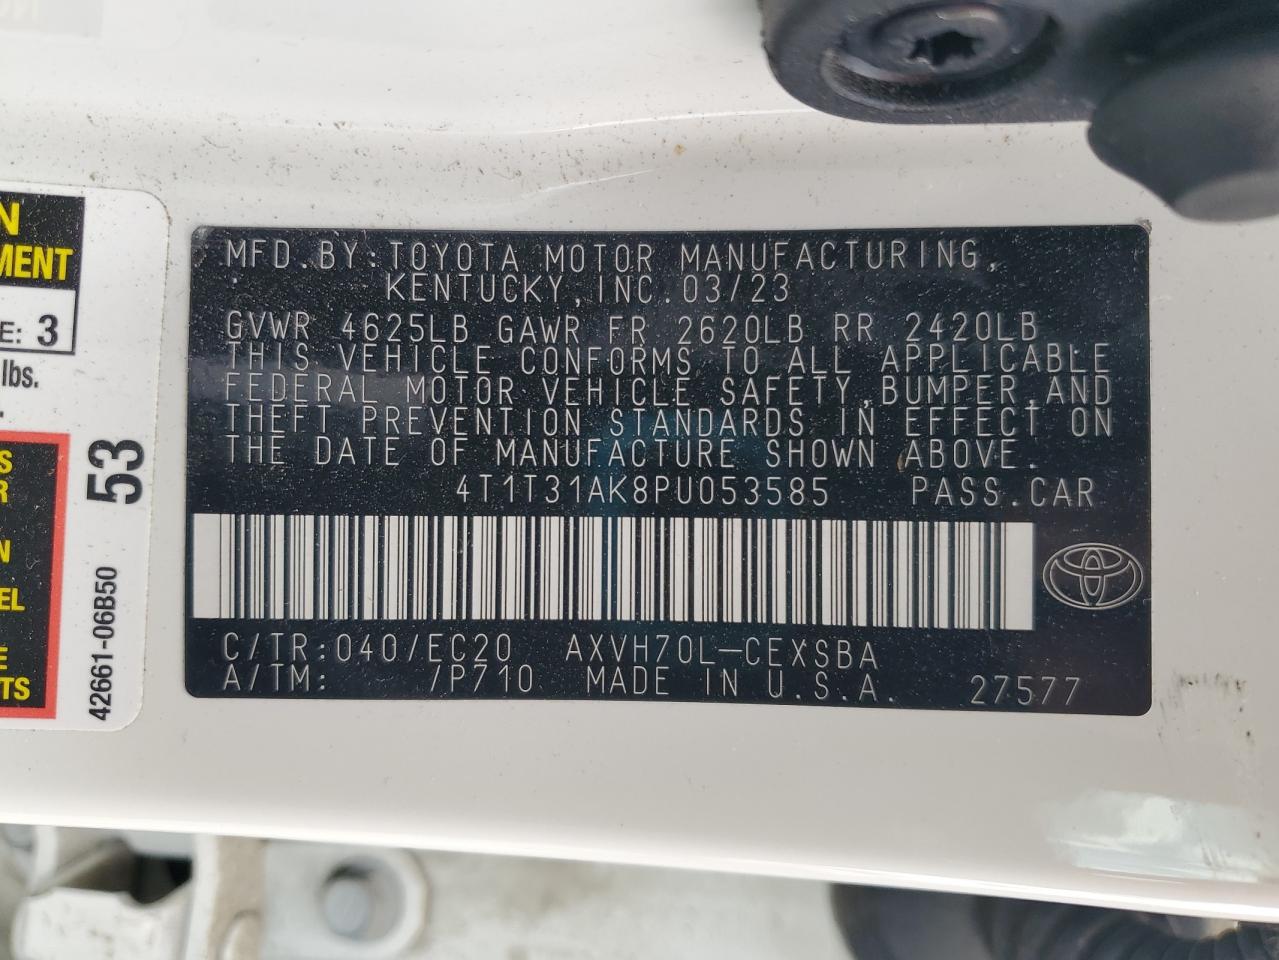 MFD.BY:TOYOTA MOTOR MANUFACTURING,
KENTUCKY,INC.03/23
GVWR 4625LB GAWR FR 2620LB RR 2420LB
THIS VEHICLE CONFORMS TO ALL APPLICABLE
FEDERAL MOTOR VEHICLE SAFETY,BUMPER,AND
THEFT PREVENTION STANDARDS IN EFFECT ON
THE DATE OF MANUFACTURE SHOWN ABOVE.
4T1T31AK8PU053585 PASS.CAR
C/TR:040/EC20 AXVH70L-CEXSBA
A/TM: /P710 MADE IN U.S.A. 27577
N
MENT
E: 3
lbs.
S
R
N
EL
E
TS
53
42661-06B50